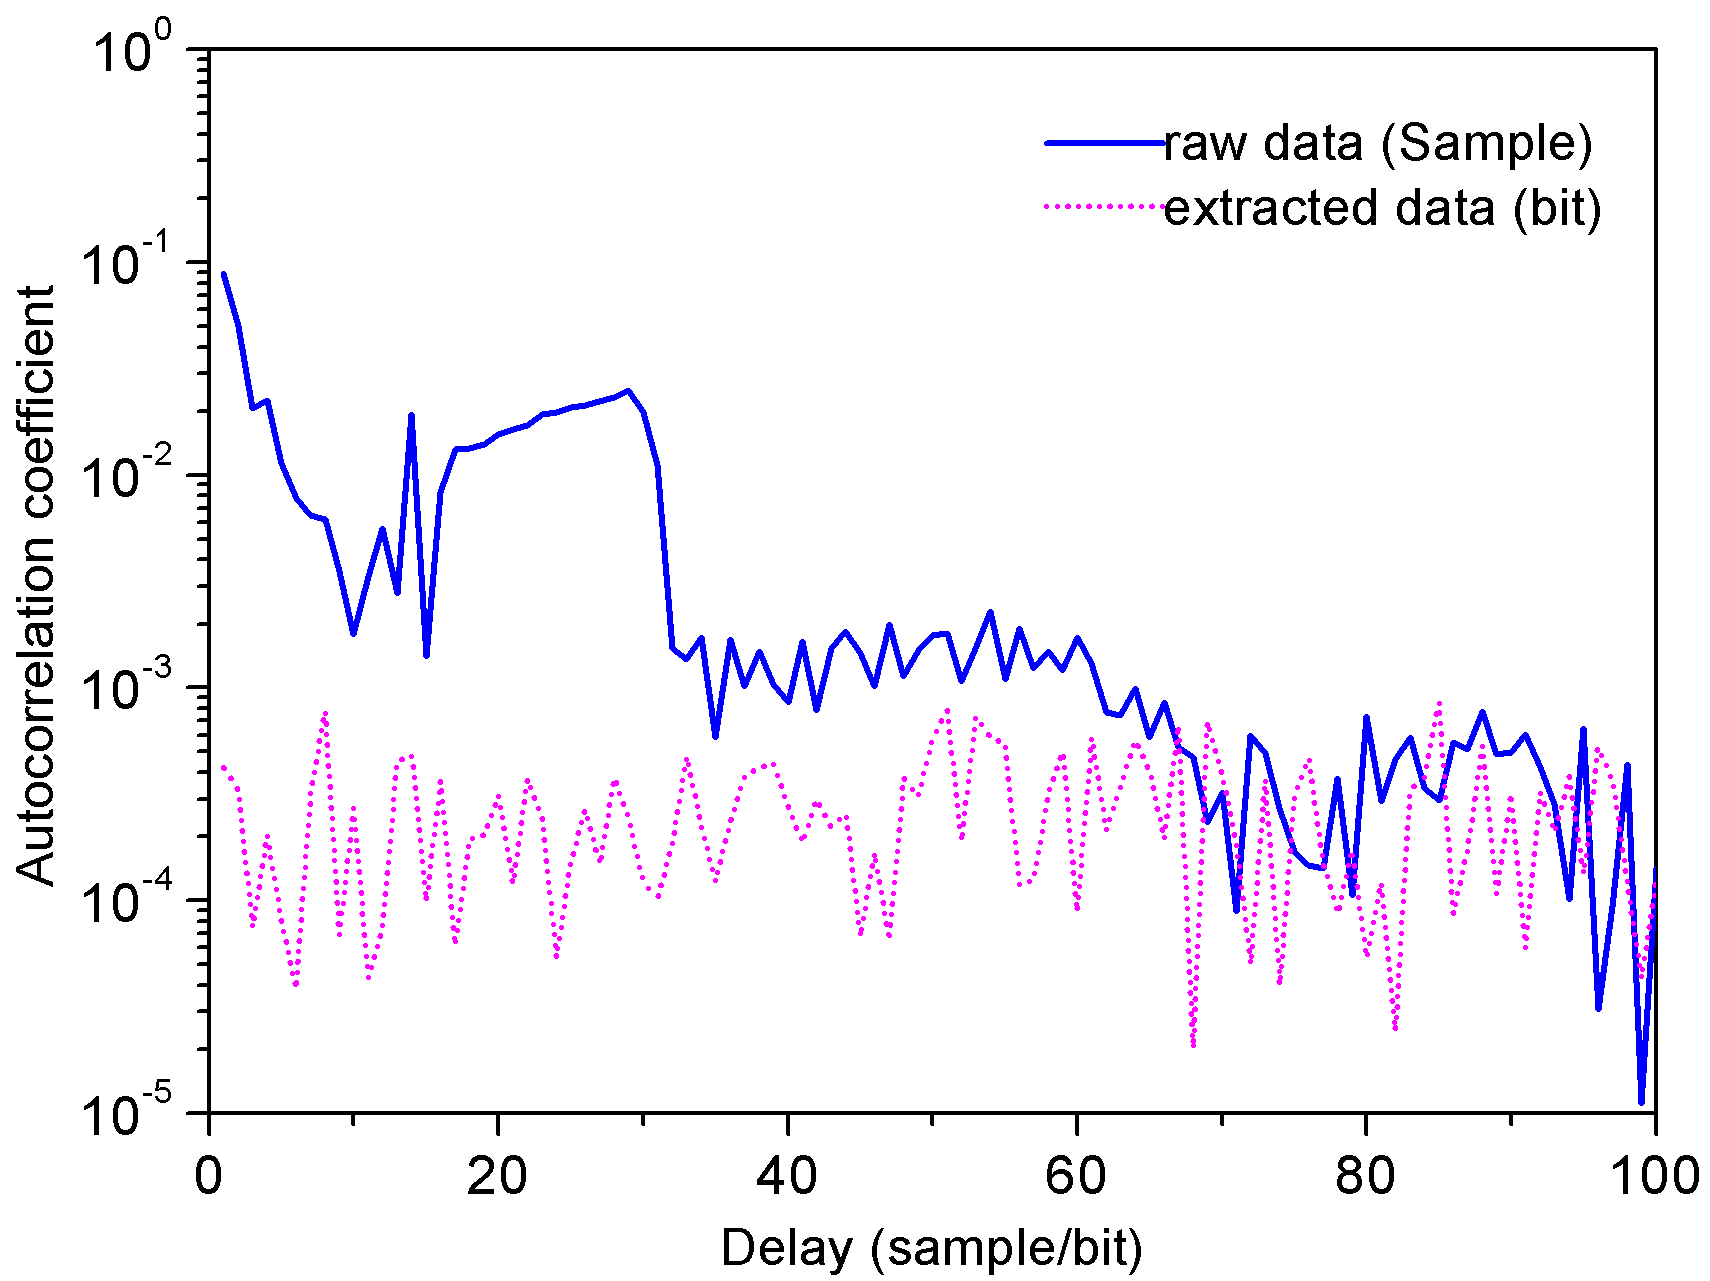 10^0
10^-1
10^-2
10^-3
10^-4
10^-5
Autocorrelation coefficient
raw data (Sample)
extracted data (bit)
0 20 40 60 80 100
Delay (sample/bit)